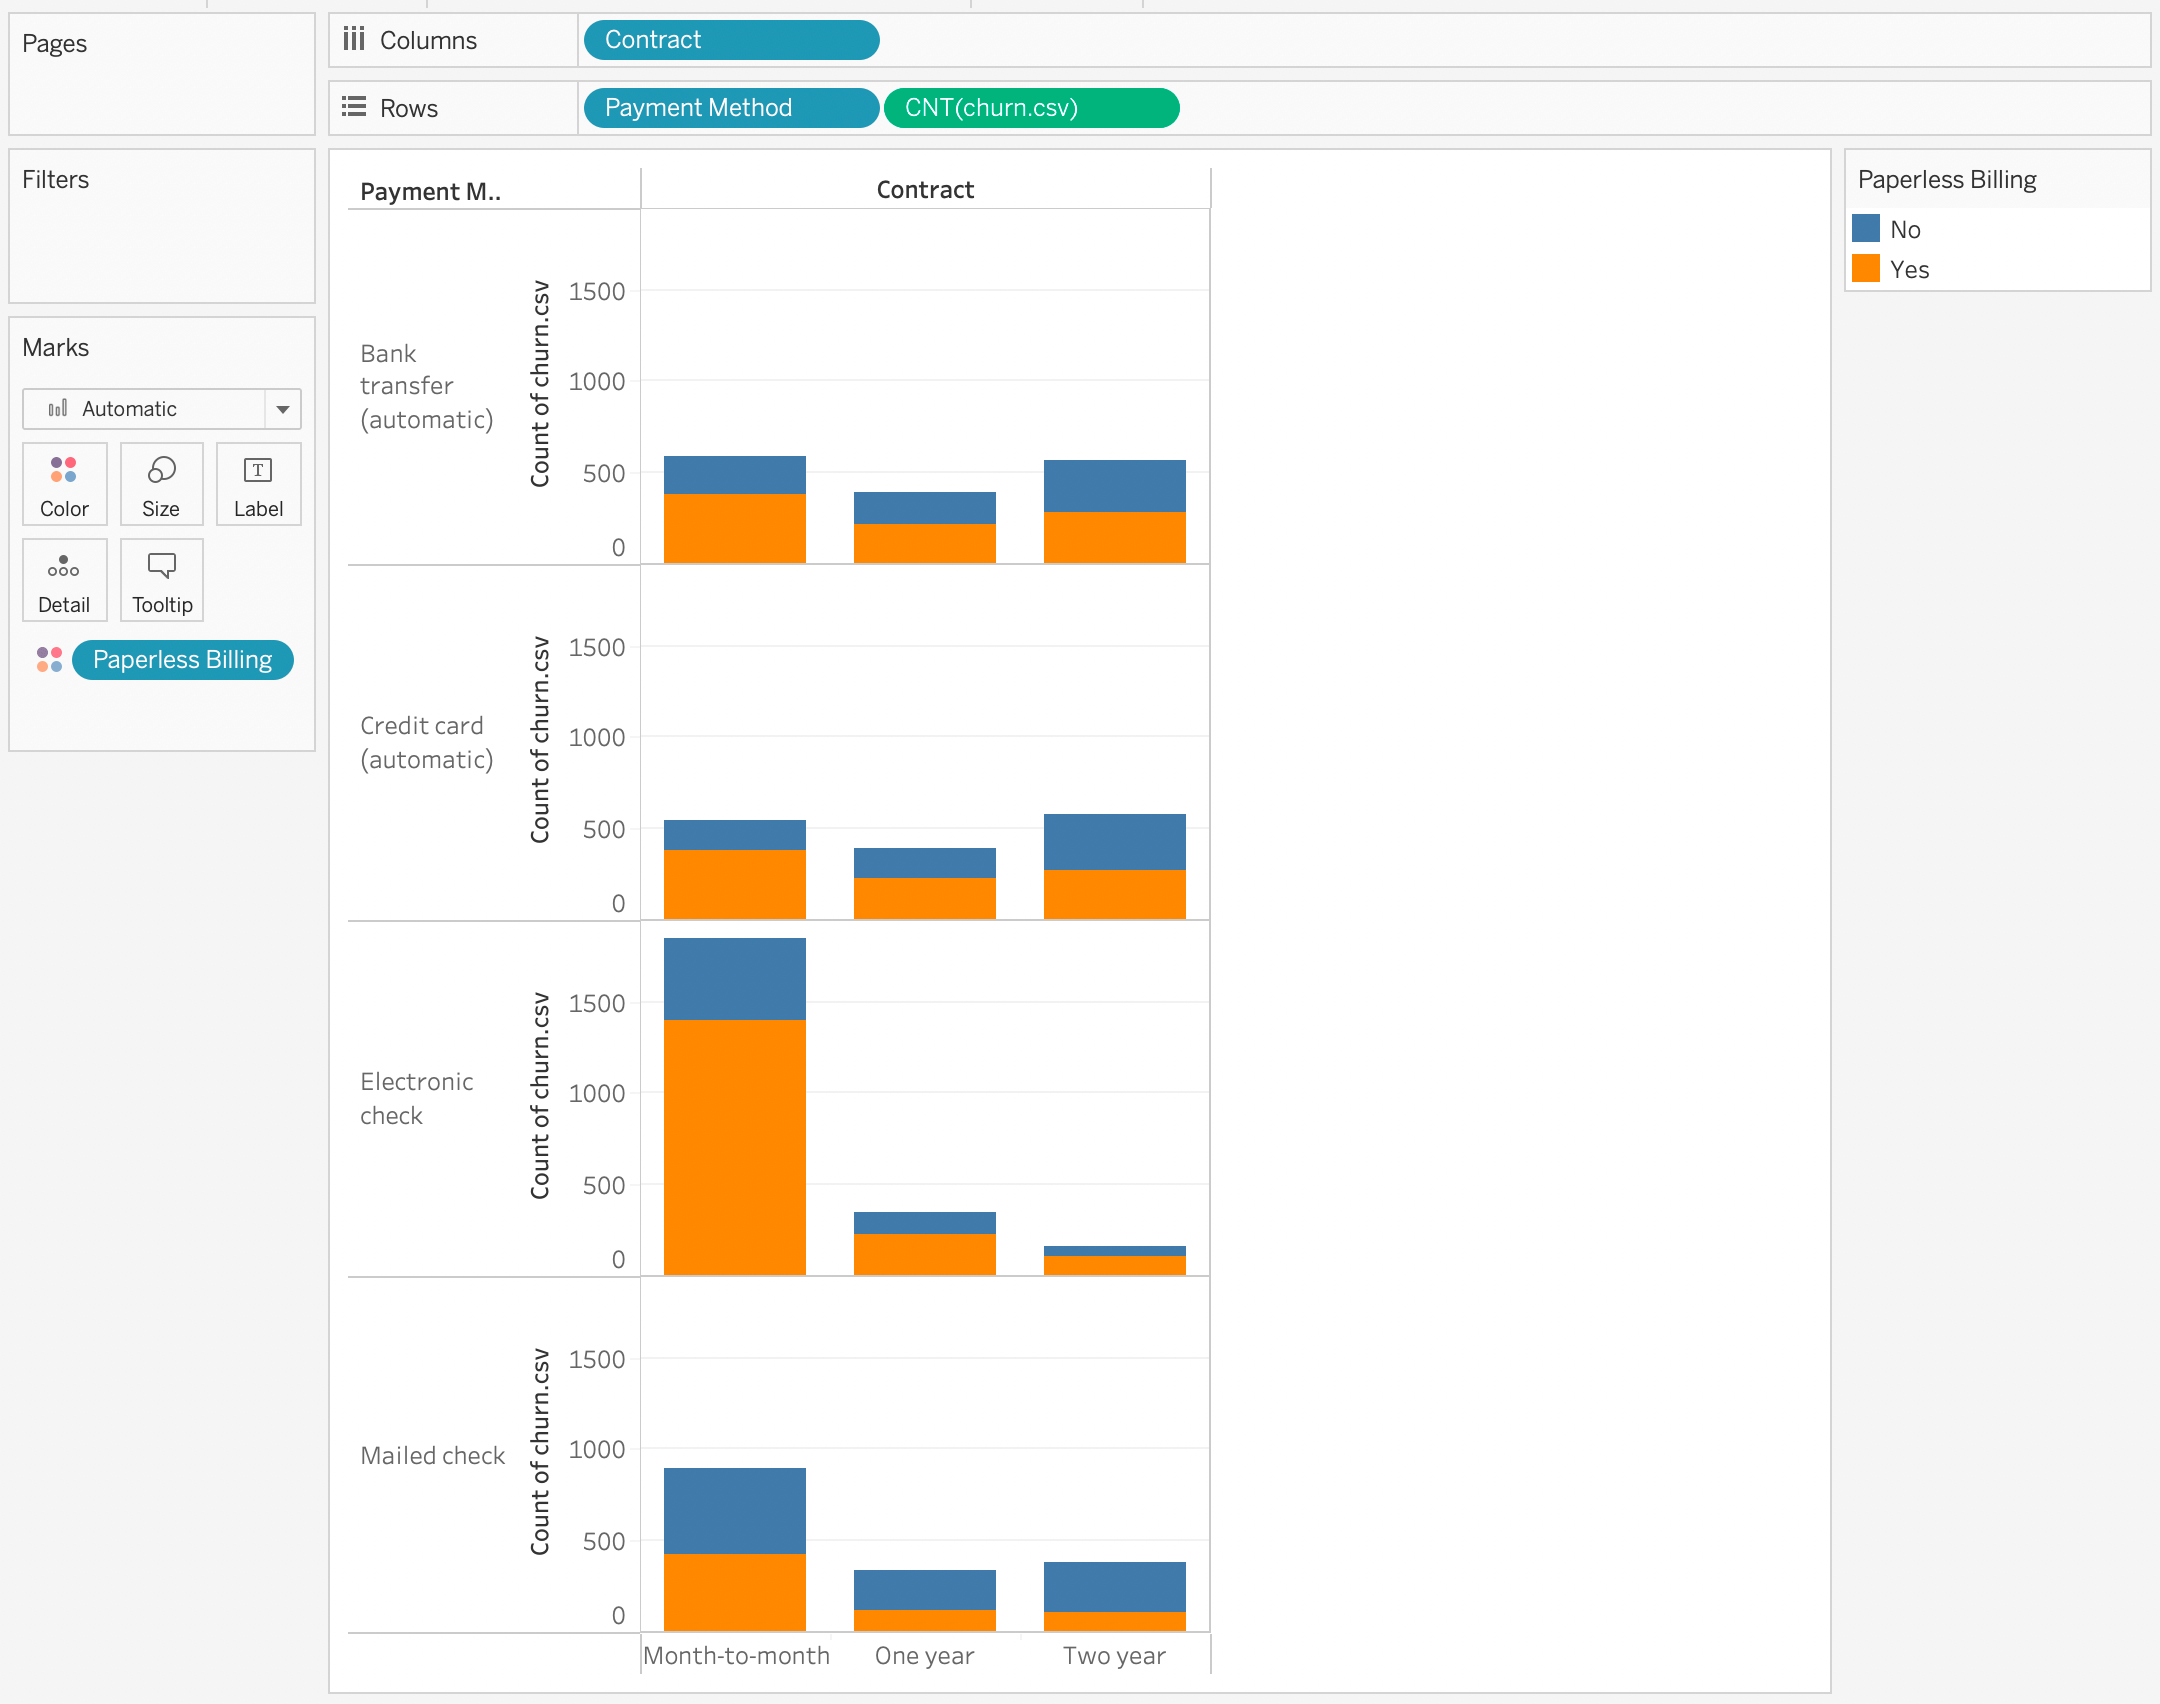 Pages
Columns
Contract
Rows
Payment Method
CNT(churn.csv)
Filters
Marks
Automatic
Color
Size
Label
Detail
Tooltip
Paperless Billing
Payment M..
Contract
Bank
transfer
(automatic)
Count of churn.csv
1500
1000
500
0
Credit card
(automatic)
Count of churn.csv
1500
1000
500
0
Electronic
check
Count of churn.csv
1500
1000
500
0
Mailed check
Count of churn.csv
1500
1000
500
0
Month-to-month
One year
Two year
Paperless Billing
No
Yes